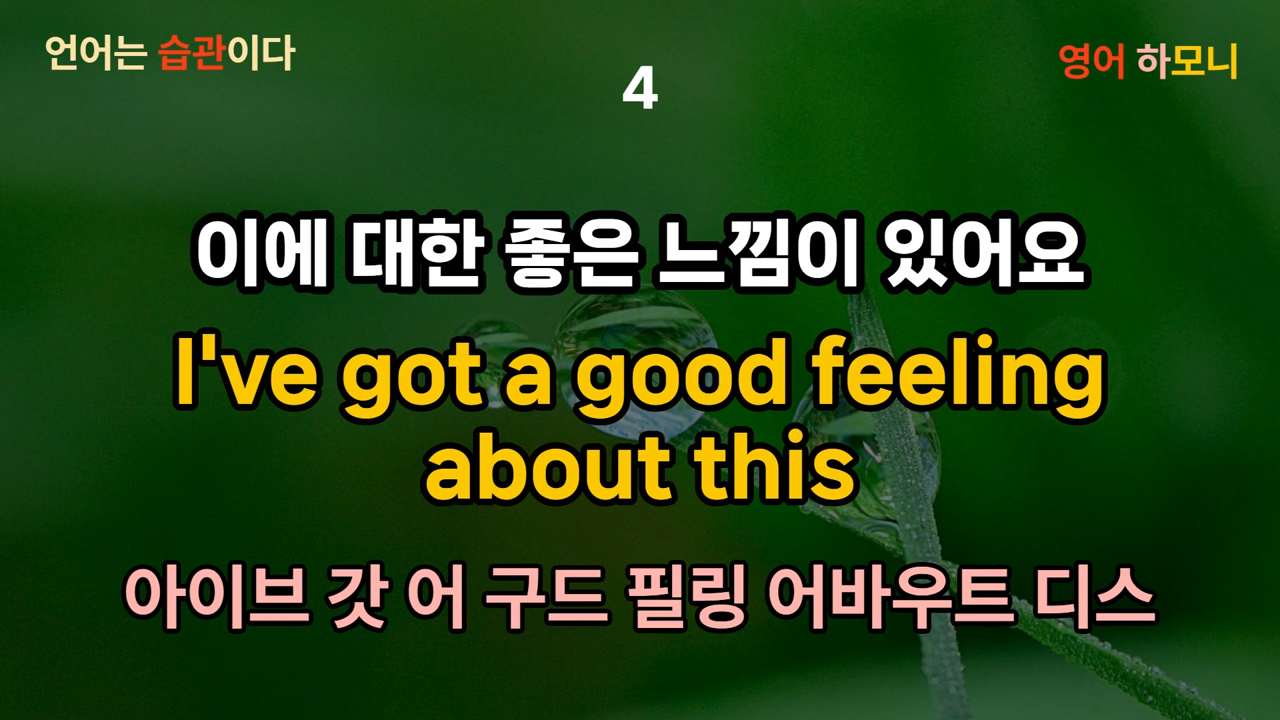 언어는 습관이다
영어 하모니
4
이에 대한 좋은 느낌이 있어요
I've got a good feeling
about this
아이브 갓 어 구드 필링 어바우트 디스